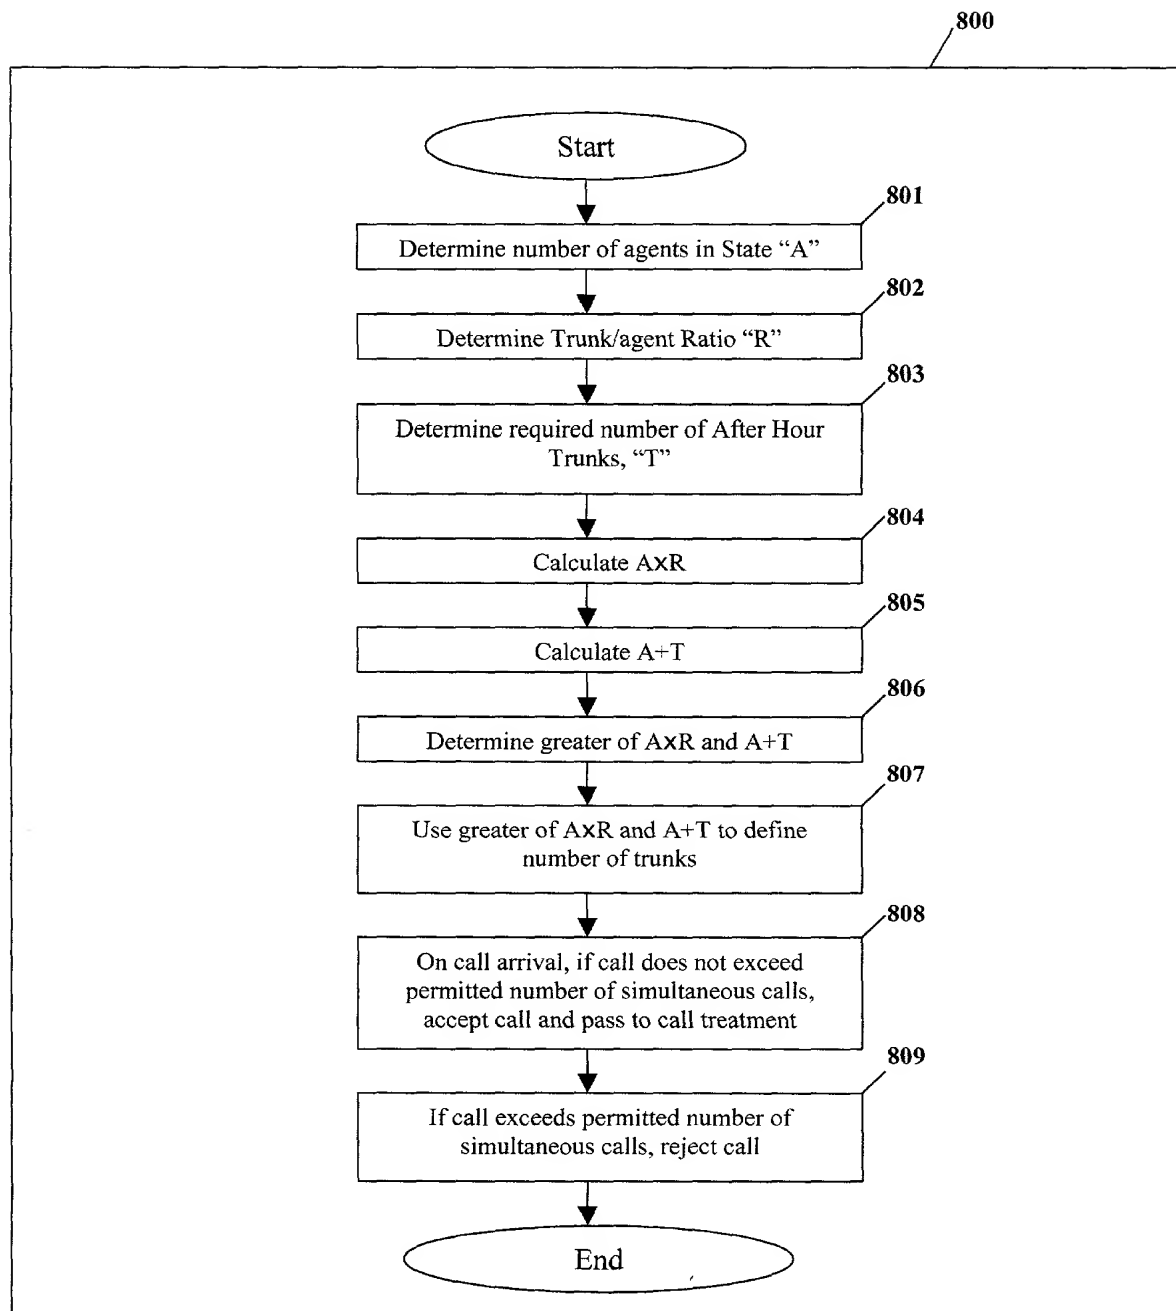 800
Start
801
Determine number of agents in State “A”
802
Determine Trunk/agent Ratio “R”
803
Determine required number of After Hour
Trunks, “T”
804
Calculate AxR
805
Calculate A+T
806
Determine greater of AxR and A+T
807
Use greater of AxR and A+T to define
number of trunks
808
On call arrival, if call does not exceed
permitted number of simultaneous calls,
accept call and pass to call treatment
809
If call exceeds permitted number of
simultaneous calls, reject call
End